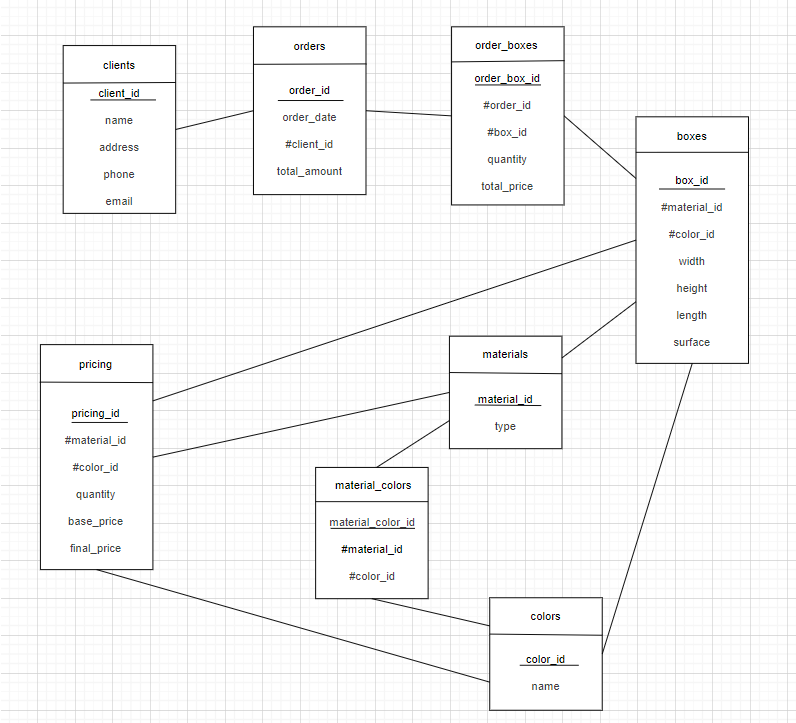 clients
client_id
name
address
phone
email
orders
order_id
order_date
#client_id
total_amount
order_boxes
order_box_id
#order_id
#box_id
quantity
total_price
boxes
box_id
#material_id
#color_id
width
height
length
surface
pricing
pricing_id
#material_id
#color_id
quantity
base_price
final_price
materials
material_id
type
material_colors
material_color_id
#material_id
#color_id
colors
color_id
name